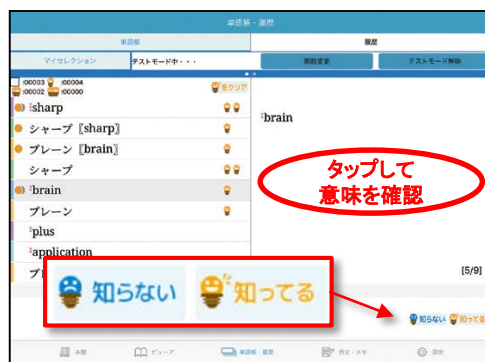 単語帳・履歴
単語帳
履歴
マイセレクション
テストモード中・・・
問題変更
テストモード解除
:00003 :00004
:00002 :00000
をクリア
sharp
シャープ〖sharp〗
ブレーン〖brain〗
シャープ
brain
ブレーン
plus
application
brain
タップして
意味を確認
[5/9]
知らない
知ってる
知らない
知ってる
本棚
ビューア
単語帳・履歴
例文・メモ
設定